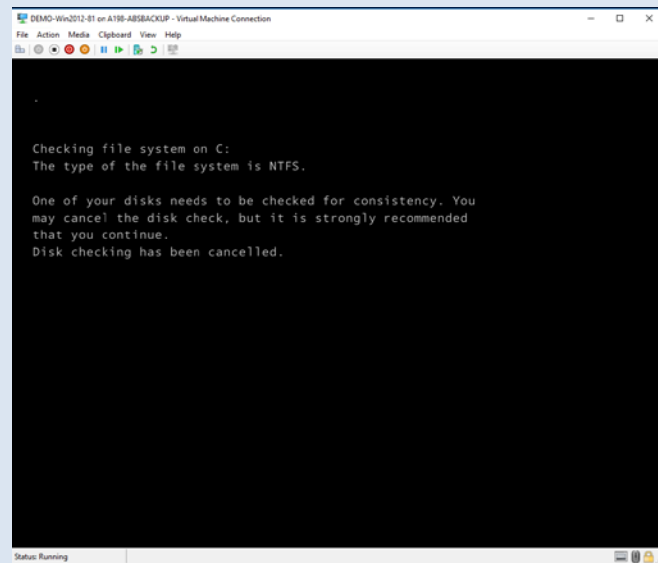 DEMO-Win2012-81 on A198-ABSBACKUP - Virtual Machine Connection
File Action Media Clipboard View Help
.
Checking file system on C:
The type of the file system is NTFS.
One of your disks needs to be checked for consistency. You
may cancel the disk check, but it is strongly recommended
that you continue.
Disk checking has been cancelled.
Status: Running